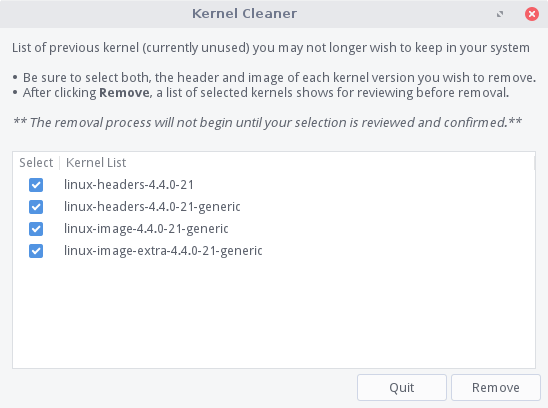 Kernel Cleaner
List of previous kernel (currently unused) you may not longer wish to keep in your system
• Be sure to select both, the header and image of each kernel version you wish to remove.
• After clicking Remove, a list of selected kernels shows for reviewing before removal.
** The removal process will not begin until your selection is reviewed and confirmed.**
Select Kernel List
linux-headers-4.4.0-21
linux-headers-4.4.0-21-generic
linux-image-4.4.0-21-generic
linux-image-extra-4.4.0-21-generic
Quit Remove